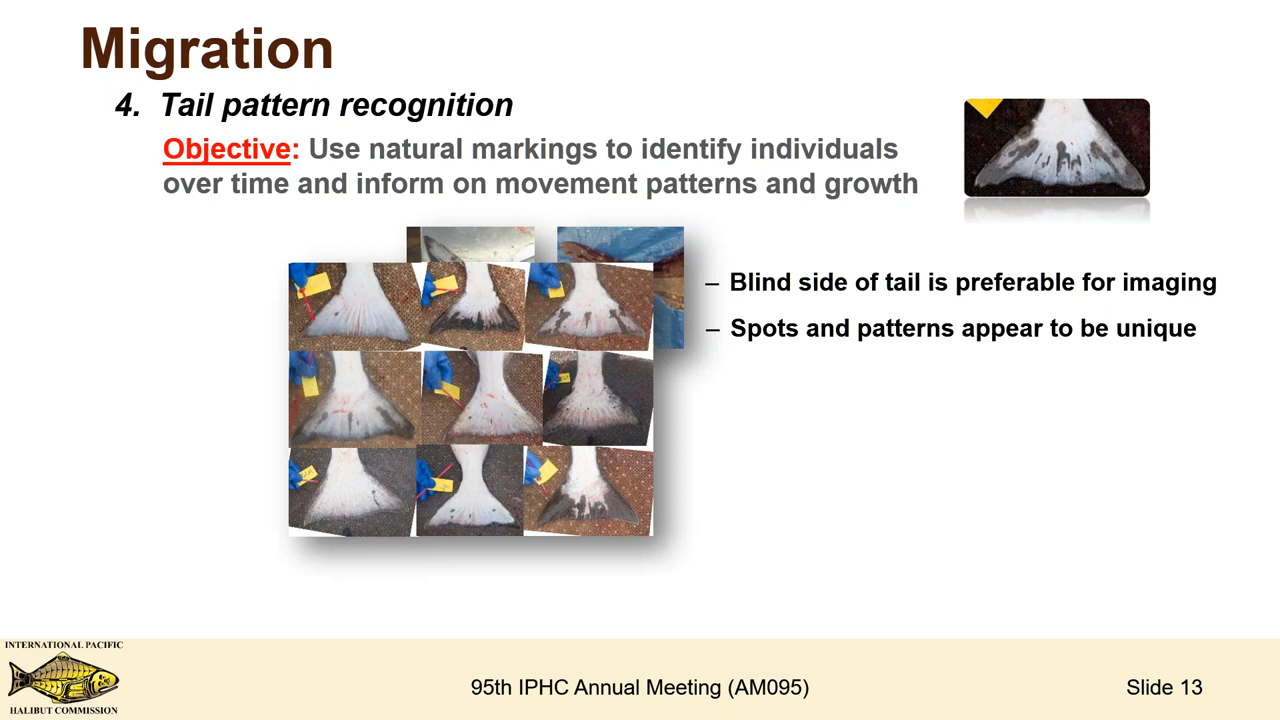 Migration
4. Tail pattern recognition
Objective: Use natural markings to identify individuals
over time and inform on movement patterns and growth
– Blind side of tail is preferable for imaging
– Spots and patterns appear to be unique
INTERNATIONAL PACIFIC
HALIBUT COMMISSION
95th IPHC Annual Meeting (AM095)
Slide 13